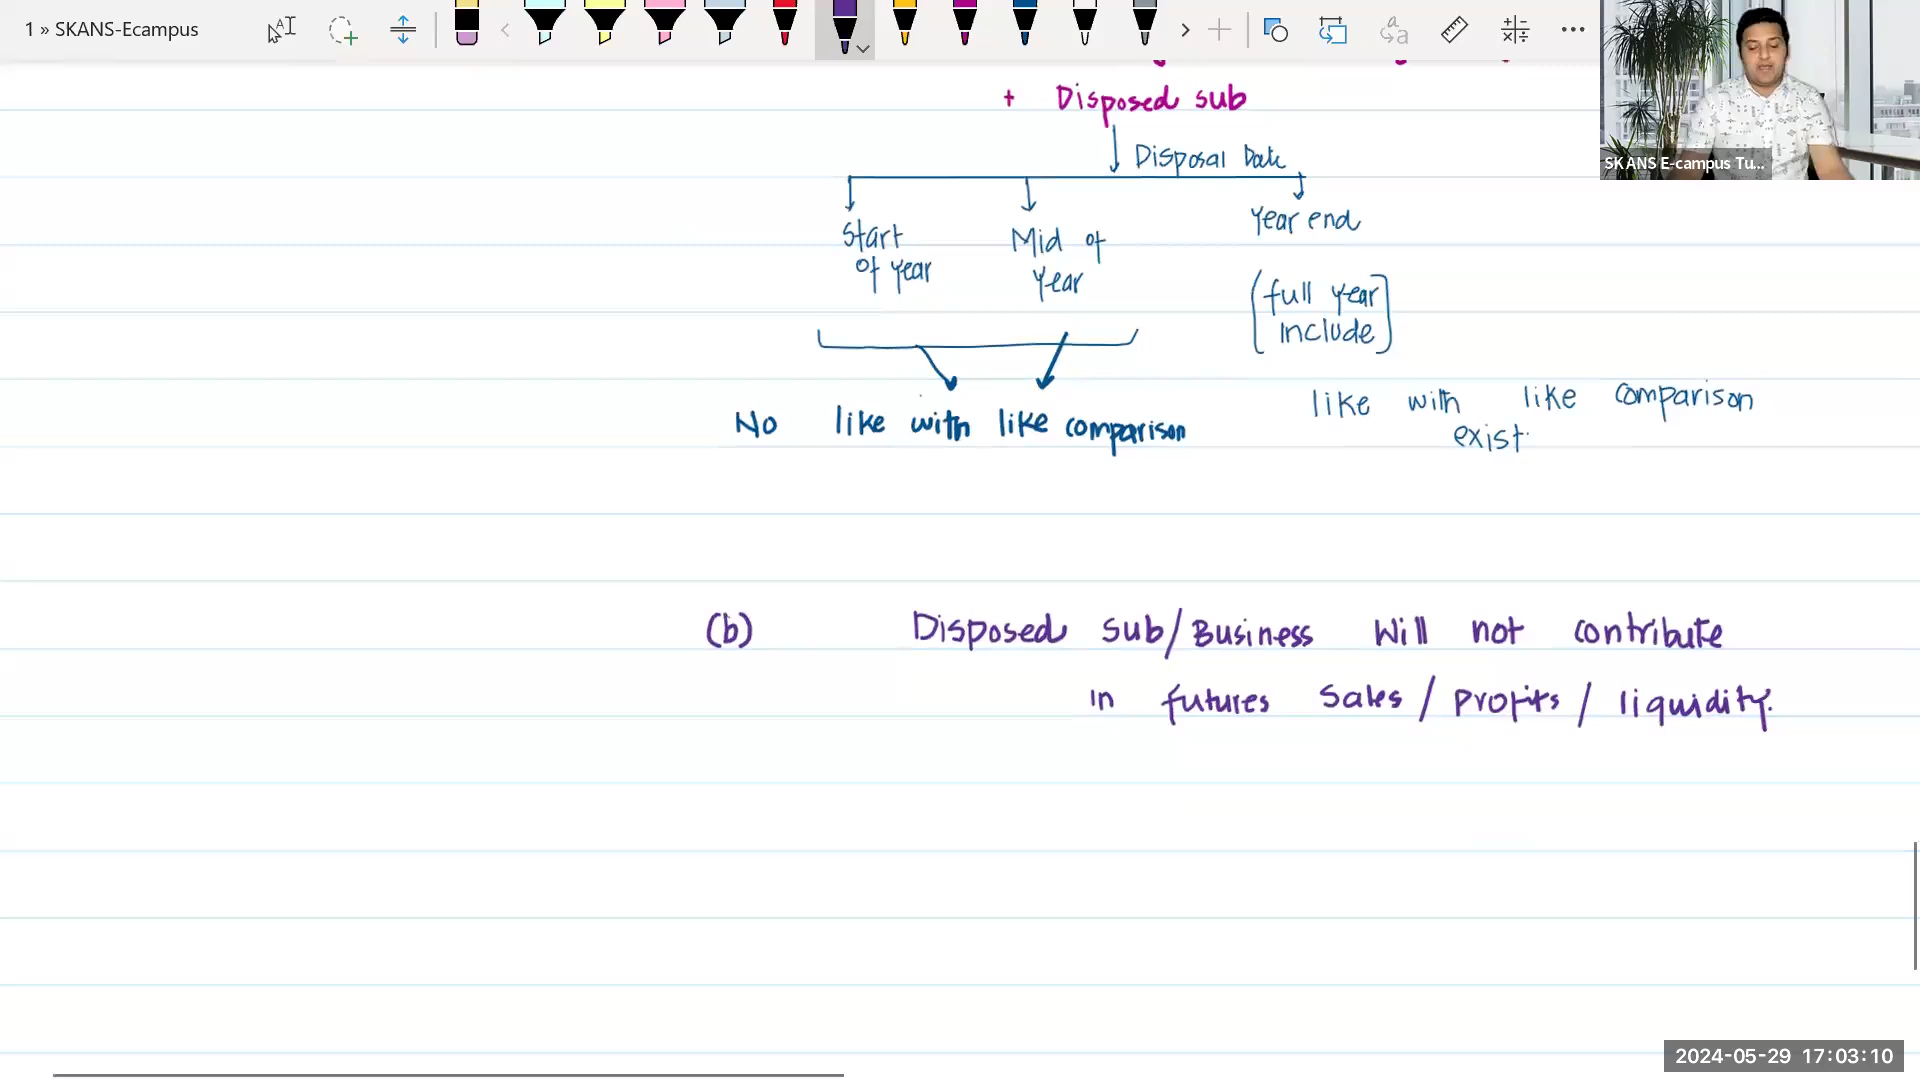 1 » SKANS-Ecampus
+ Disposed sub
Disposal Date
Start of year
Mid of year
Year end
(full year include)
No like with like comparison
like with like comparison exist.
(b) Disposed sub/Business will not contribute
in futures sales / profits / liquidity.
SKANS E-campus Tu...
2024-05-29 17:03:10